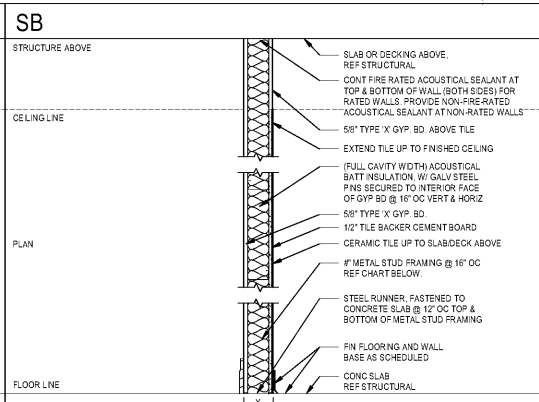 SB
STRUCTURE ABOVE
SLAB OR DECKING ABOVE,
REF STRUCTURAL
CONT FIRE RATED ACOUSTICAL SEALANT AT
TOP & BOTTOM OF WALL (BOTH SIDES) FOR
RATED WALLS. PROVIDE NON-FIRE-RATED
ACOUSTICAL SEALANT AT NON-RATED WALLS
CEILING LINE
5/8" TYPE 'X' GYP. BD. ABOVE TILE
EXTEND TILE UP TO FINISHED CEILING
(FULL CAVITY WIDTH) ACOUSTICAL
BATT INSULATION, W/ GALV STEEL
PINS SECURED TO INTERIOR FACE
OF GYP BD @ 16" OC VERT & HORIZ
5/8" TYPE 'X' GYP. BD.
1/2" TILE BACKER CEMENT BOARD
PLAN
CERAMIC TILE UP TO SLAB/DECK ABOVE
#" METAL STUD FRAMING @ 16" OC
REF CHART BELOW.
STEEL RUNNER, FASTENED TO
CONCRETE SLAB @ 12" OC TOP &
BOTTOM OF METAL STUD FRAMING
FIN FLOORING AND WALL
BASE AS SCHEDULED
FLOOR LINE
CONC SLAB
REF STRUCTURAL